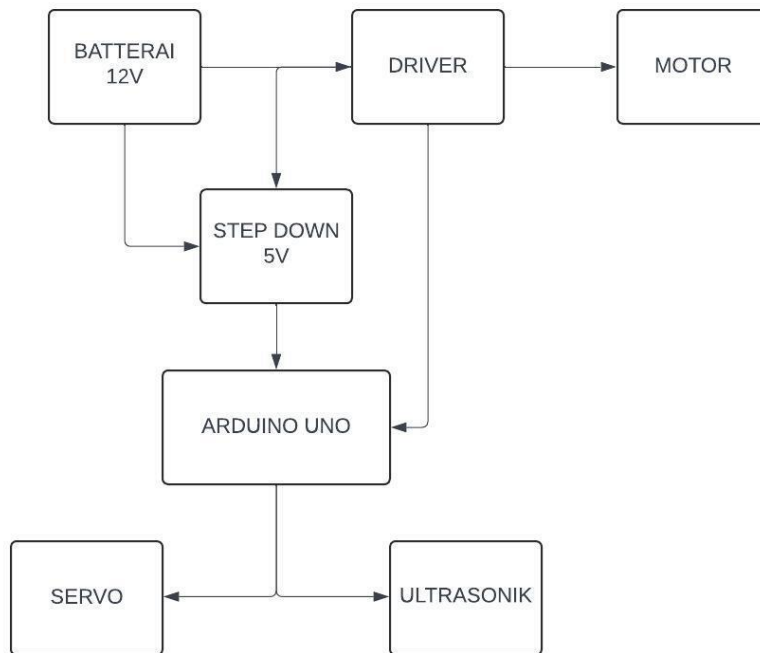 BATTERAI
12V
DRIVER
MOTOR
STEP DOWN
5V
ARDUINO UNO
SERVO
ULTRASONIK